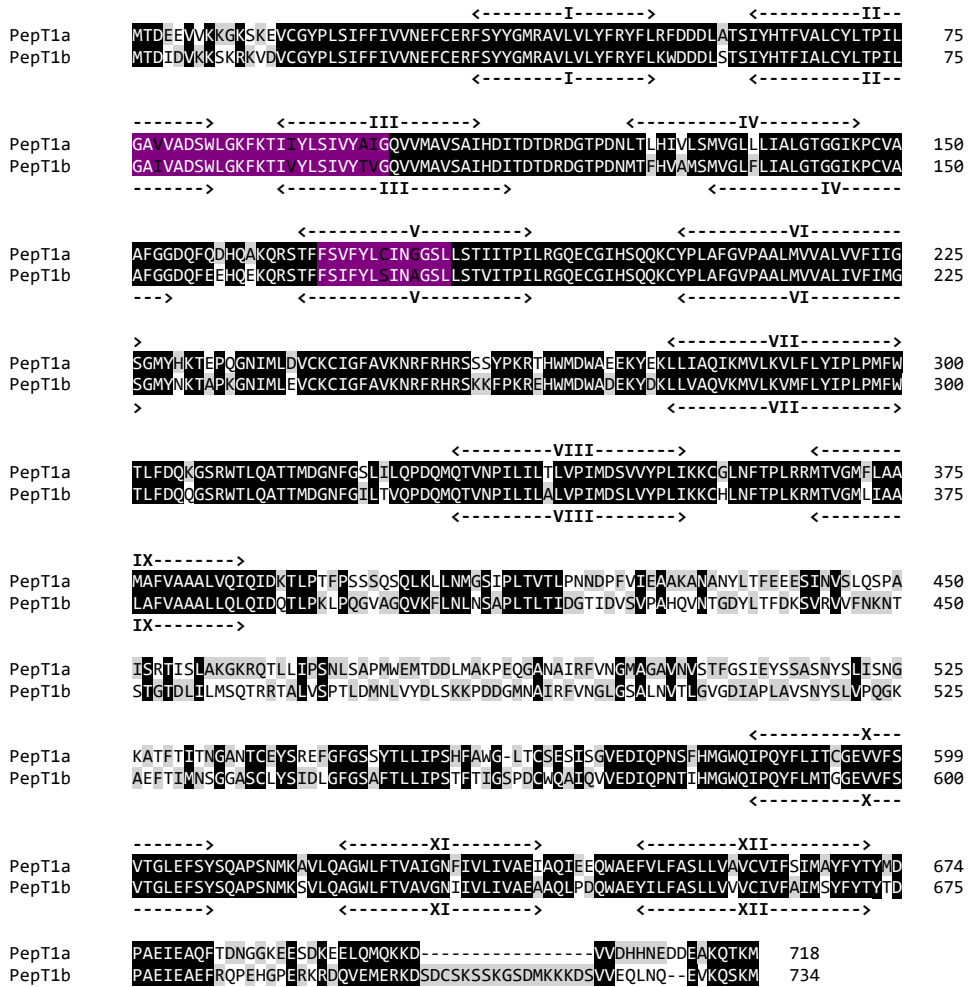 <---------I-------->         <----------II--
PepT1a MTDEEVVKKGKSKEVCGYPLSIFFIVVNEFCERFSYYGMRAVLVLYFRYFLRFDDDLATSIYHTFVALCYLTPIL 75
PepT1b MTDIDVKKSKRKVDVCGYPLSIFFIVVNEFCERFSYYGMRAVLVLYFRYFLKWDDDLSTSIYHTFIALCYLTPIL 75
<---------I-------->         <----------II--
-------->       <---------III-------->               <----------IV---------->
PepT1a GAVVADSWLGKFKTIIYLSIVYAIGQVVMAVSAIHDITDTDRDGTPDNLTLHIVLSMVGLLLIALGTGGIKPCVA 150
PepT1b GAIVADSWLGKFKTIVYLSIVYTVGQVVMAVSAIHDITDTDRDGTPDNMTFHVAMSMVGLFLIALGTGGIKPCVA 150
-------->       <---------III----------->                    <----------IV---
<-----------V----------->               <----------VI---------
PepT1a AFGGDQFQDHQAKQRSTFFSVFYLCINGGSLLSTIITPILRGQECGIHSQQKCYPLAFGVPAALMVVALVVFIIG 225
PepT1b AFGGDQFEEHQEKQRSTFFSIFYLSINAGSLLSTVITPILRGQECGIHSQQKCYPLAFGVPAALMVVALIVFIMG 225
--->            <-----------V----------->               <----------VI---------
>                                                    <---------VII--------->
PepT1a SGMYHKTEPQGNIMLDVCKCIGFAVKNRFRHRSSSYPKRTHWMDWAEEKYEKLLIAQIKMVLKVLFLYIPLPMFW 300
PepT1b SGMYNKTAPKGNIMLEVCKCIGFAVKNRFRHRSKKFPKREHWMDWADEKYDKLLVAQVKMVLKVMFLYIPLPMFW 300
>                                                    <---------VII--------->
<---------VIII-------->            <--------
PepT1a TLFDQKGSRWTLQATTMDGNFGSLILQPDQMQTVNPILILTLVPIMDSVVYPLIKKCGLNFTPLRRMTVGMFLAA 375
PepT1b TLFDQQGSRWTLQATTMDGNFGILTVQPDQMQTVNPILILALVPIMDSLVYPLIKKCHLNFTPLKRMTVGMLIAA 375
<---------VIII-------->            <--------
IX-------->
PepT1a MAFVAAALVQIQIDKTLPTFPSSSQSQLKLLNMGSIPLTVTLPNNDPFVIEAAKANANYLTFEEESINVSLQSPA 450
PepT1b LAFVAAALLQLQIDQTLPKLPQGVAGQVKFLNLNSAPLTLTIDGTIDVSVPAHQVNTGDYLTFDKSVRVVFNKNT 450
IX-------->
PepT1a ISRTISLAKGKRQTLLIPSNLSAPMWEMTDDLMAKPEQGANAIRFVNGMAGAVNVSTFGSIEYSSASNYSLISNG 525
PepT1b STGTDLILMSQTRRTALVSPTLDMNLVYDLSKKPDDGMNAIRFVNGLGSALNVTLGVGDIAPLAVSNYSLVPQGK 525
<----------X---
PepT1a KATFTITNGANTCEYSREFGFGSSYTLLIPSHFAWG-LTCSESISGVEDIQPNSFHMGWQIPQYFLITCGEVVFS 599
PepT1b AEFTIMNSGGASCLYSIDLGFGSAFTLLIPSTFTIGSPDCWQAIQVVEDIQPNTIHMGWQIPQYFLMTGGEVVFS 600
<----------X---
-------->             <---------XI-------->         <---------XII--------->
PepT1a VTGLEFSYSQAPSNMKAVLQAGWLFTVAIGNFIVLIVAEIAQIEEQWAEFVLFASLLVAVCVIFSIMAYFYTYMD 674
PepT1b VTGLEFSYSQAPSNMKSVLQAGWLFTVAVGNIIVLIVAEAAQLPDQWAEYILFASLLVVVCIVFAIMSYFYTYTD 675
-------->             <---------XI-------->         <---------XII--------->
PepT1a PAEIEAQFTDNGGKEESDKEELQMQKKD-----------------VVDHHNEDDEAKQTKM 718
PepT1b PAEIEAEFRQPEHGPERKRDQVEMERKDSDCSKSSKGSDMKKKDSVVEQLNQ--EVKQSKM 734